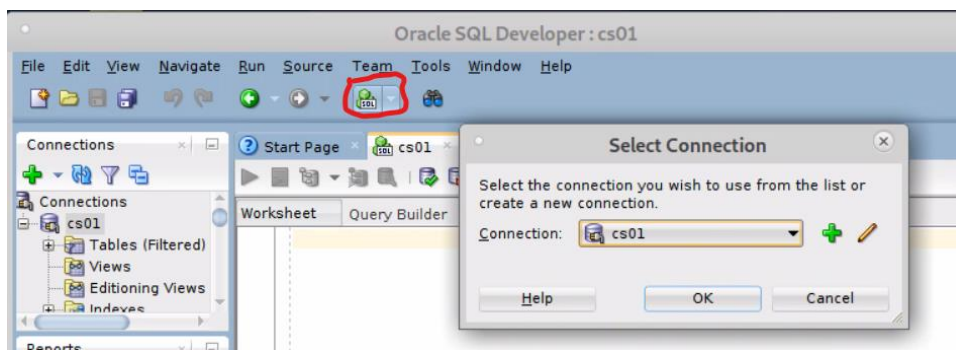 Oracle SQL Developer : cs01
File Edit View Navigate Run Source Team Tools Window Help
SQL
Connections
Start Page
SQL cs01
Connections
cs01
Tables (Filtered)
Views
Editioning Views
Indexes
Reports
Worksheet Query Builder
Select Connection
Select the connection you wish to use from the list or
create a new connection.
Connection: cs01
Help OK Cancel